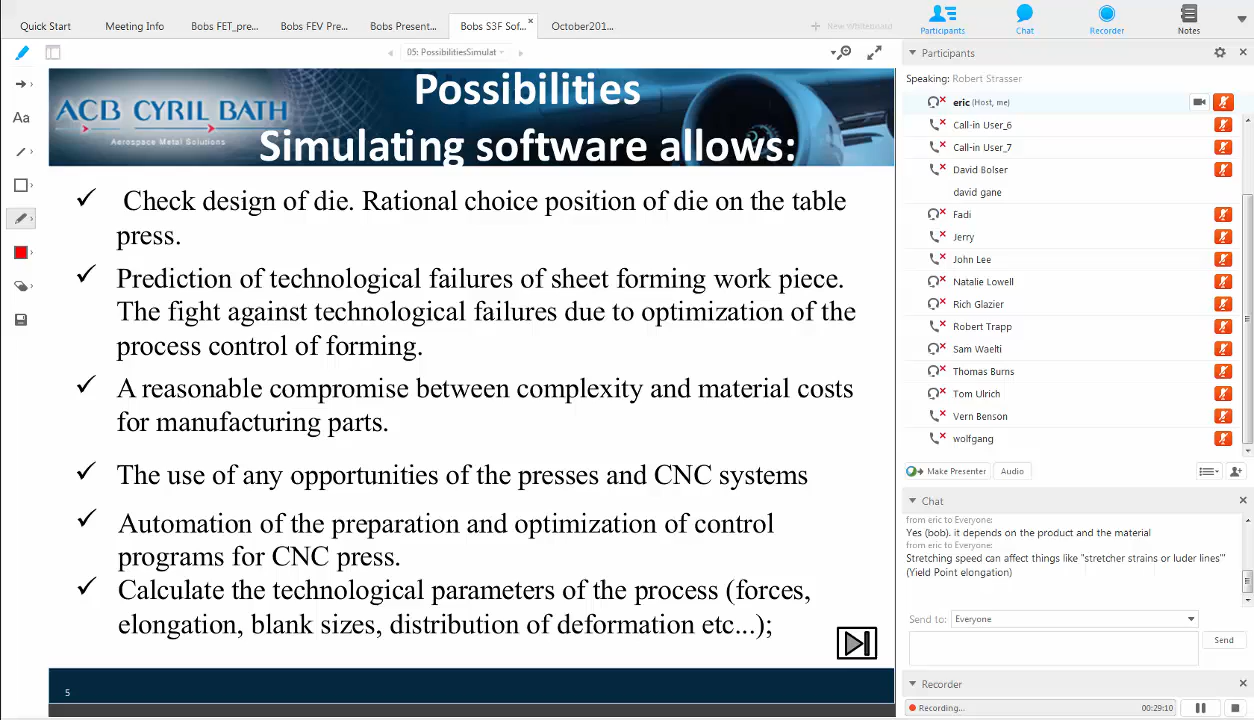 Quick Start
Meeting Info
Bobs FET_pre...
Bobs FEV Pre...
Bobs Present...
Bobs S3F Sof...
October201...
New Whiteboard
Participants
Chat
Recorder
Notes
05: PossibilitiesSimulat
Aa
ACB CYRIL BATH
Aerospace Metal Solutions
Possibilities
Simulating software allows:
Check design of die. Rational choice position of die on the table
press.
Prediction of technological failures of sheet forming work piece.
The fight against technological failures due to optimization of the
process control of forming.
A reasonable compromise between complexity and material costs
for manufacturing parts.
The use of any opportunities of the presses and CNC systems
Automation of the preparation and optimization of control
programs for CNC press.
Calculate the technological parameters of the process (forces,
elongation, blank sizes, distribution of deformation etc...);
5
Participants
Speaking: Robert Strasser
eric (Host, me)
Call-in User_6
Call-in User_7
David Bolser
david gane
Fadi
Jerry
John Lee
Natalie Lowell
Rich Glazier
Robert Trapp
Sam Waelti
Thomas Burns
Tom Ulrich
Vern Benson
wolfgang
Make Presenter
Audio
Chat
from eric to Everyone:
Yes (bob). it depends on the product and the material
from eric to Everyone:
Stretching speed can affect things like "stretcher strains or luder lines'"
(Yield Point elongation)
Send to:
Everyone
Send
Recorder
Recording...
00:29:10